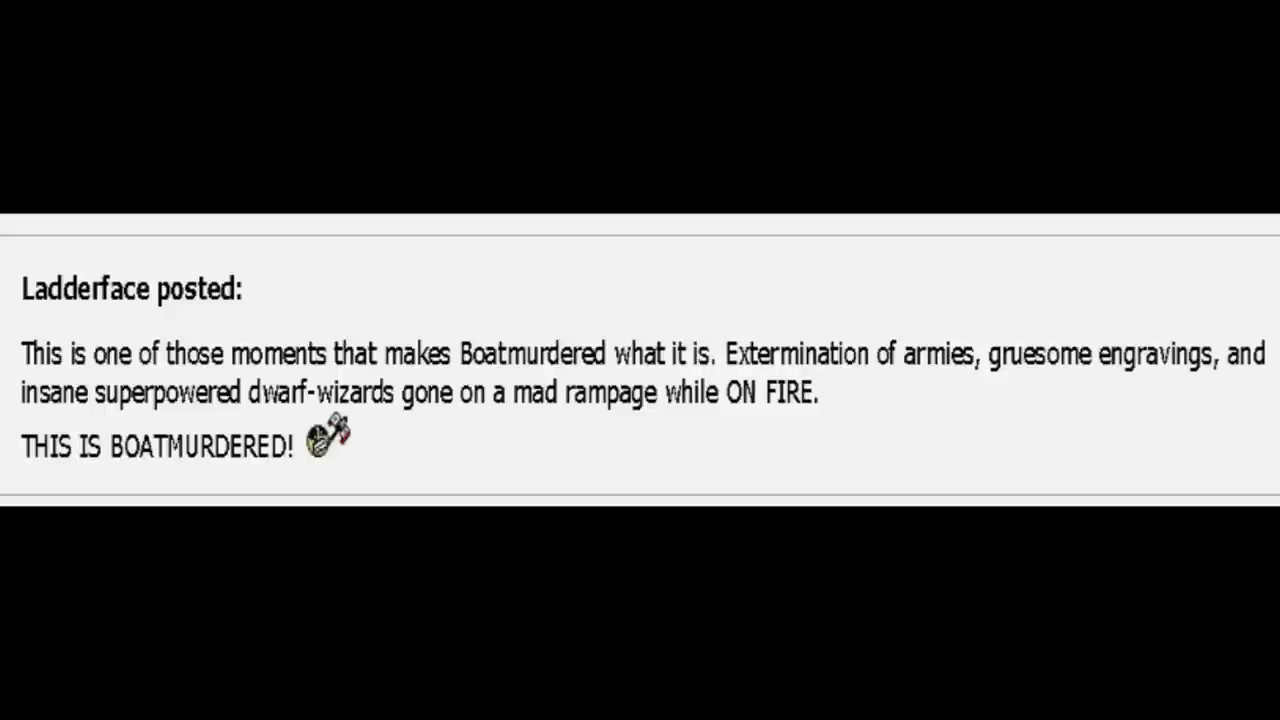 Ladderface posted:
This is one of those moments that makes Boatmurdered what it is. Extermination of armies, gruesome engravings, and
insane superpowered dwarf-wizards gone on a mad rampage while ON FIRE.
THIS IS BOATMURDERED!